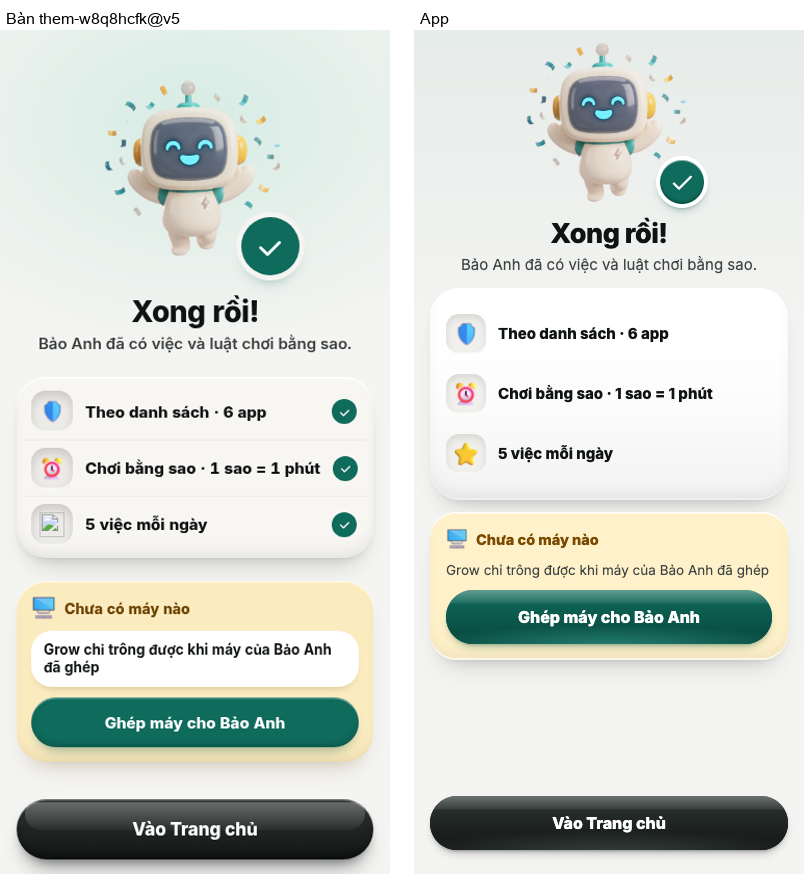 Bản them-w8q8hcfk@v5
Xong rồi!
Bảo Anh đã có việc và luật chơi bằng sao.
Theo danh sách · 6 app
Chơi bằng sao · 1 sao = 1 phút
5 việc mỗi ngày
Chưa có máy nào
Grow chỉ trông được khi máy của Bảo Anh
đã ghép
Ghép máy cho Bảo Anh
Vào Trang chủ
App
Xong rồi!
Bảo Anh đã có việc và luật chơi bằng sao.
Theo danh sách · 6 app
Chơi bằng sao · 1 sao = 1 phút
5 việc mỗi ngày
Chưa có máy nào
Grow chỉ trông được khi máy của Bảo Anh đã ghép
Ghép máy cho Bảo Anh
Vào Trang chủ